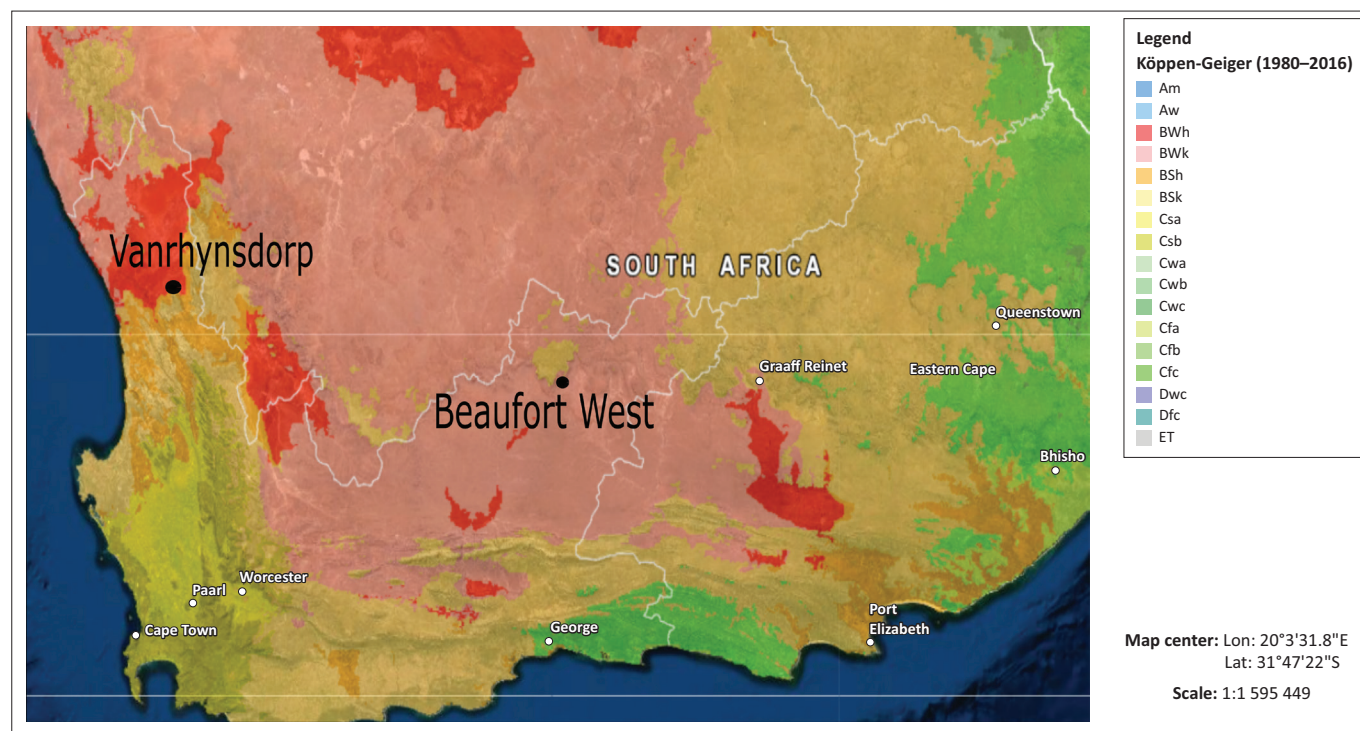 Vanrhynsdorp
SOUTH AFRICA
Queenstown
Graaff Reinet
Eastern Cape
Beaufort West
Bhisho
Worcester
Paarl
Cape Town
George
Port
Elizabeth
Legend
Köppen-Geiger (1980–2016)
Am
Aw
BWh
BWk
BSh
BSk
Csa
Csb
Cwa
Cwb
Cwc
Cfa
Cfb
Cfc
Dwc
Dfc
ET
Map center: Lon: 20°3'31.8"E
Lat: 31°47'22"S
Scale: 1:1 595 449